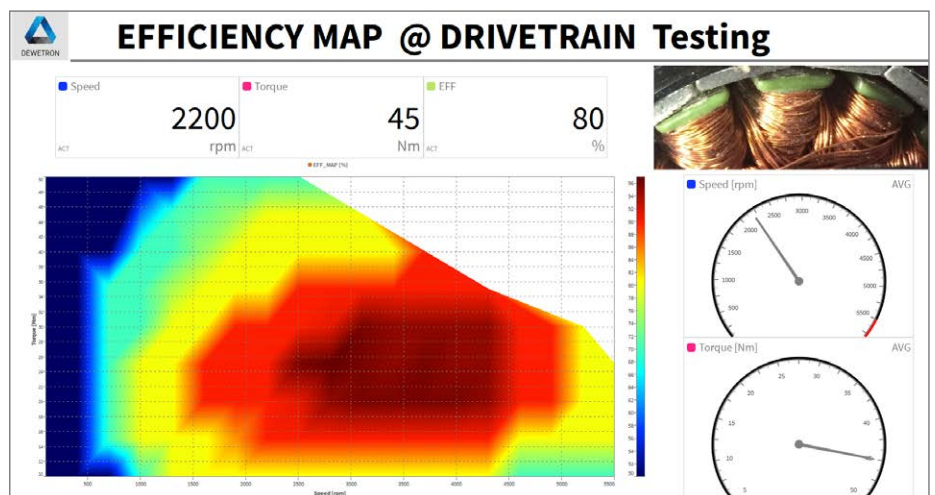 DEWETRON
EFFICIENCY MAP @ DRIVETRAIN Testing
Speed
2200
ACT
rpm
Torque
45
ACT
Nm
EFF
80
ACT
%
EFF_MAP [%]
Torque [Nm]
500
1000
1500
2000
2500
3000
3500
4000
4500
5000
5500
Speed [rpm]
Speed [rpm]
AVG
500
1000
1500
2000
2500
3000
3500
4000
4500
5000
5500
Torque [Nm]
AVG
5
10
15
20
25
30
35
40
50